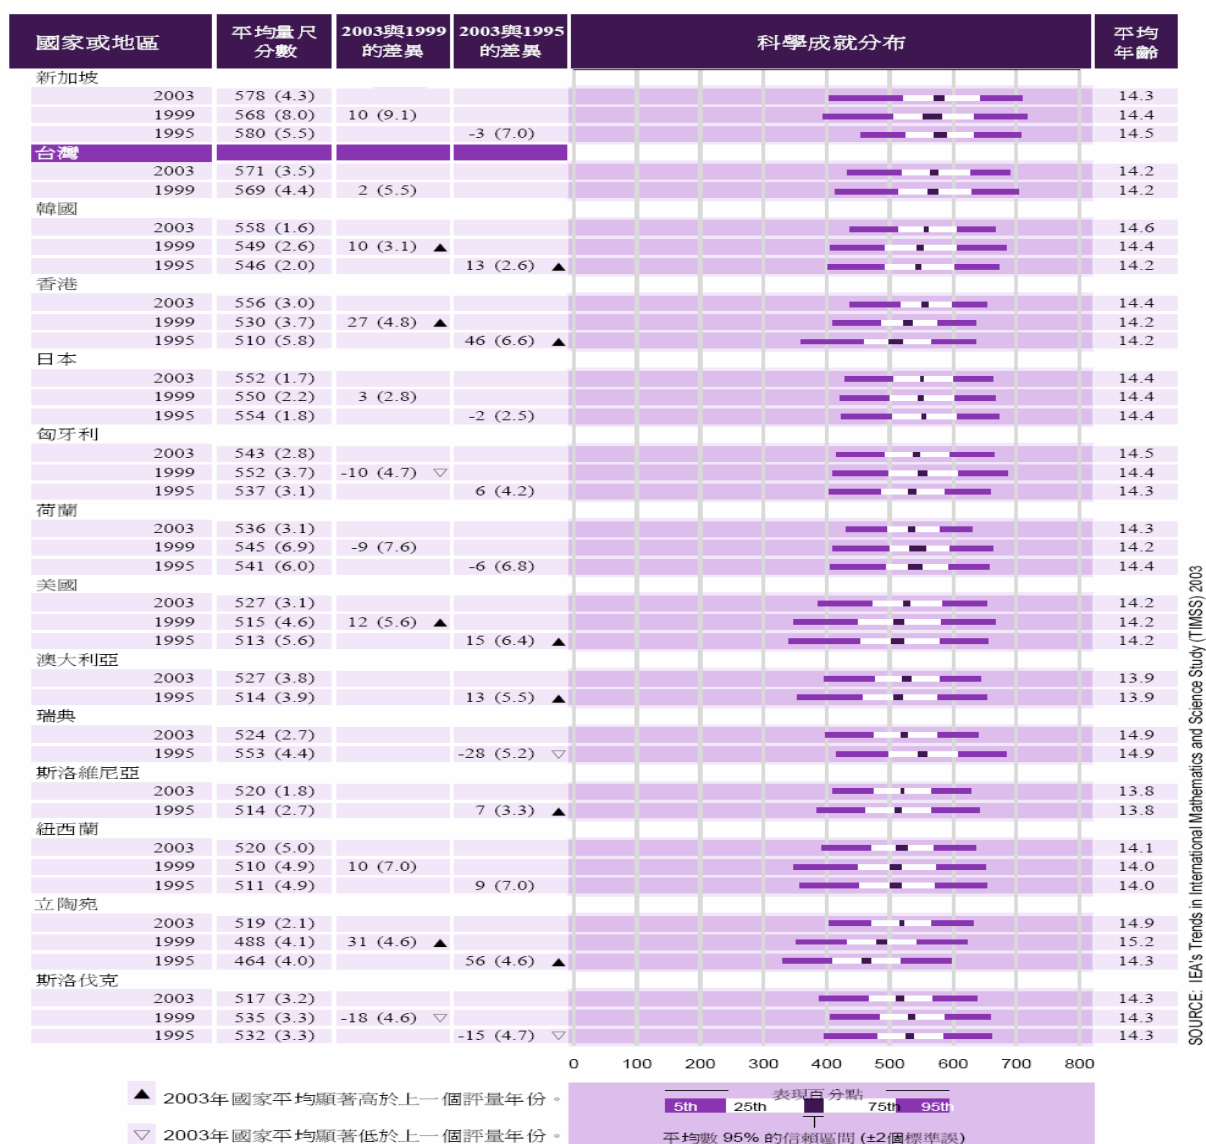 國家或地區 平均量尺分數 2003與1999的差異 2003與1995的差異 科學成就分布 平均年齡
新加坡
2003 578 (4.3) 14.3
1999 568 (8.0) 10 (9.1) 14.4
1995 580 (5.5) -3 (7.0) 14.5
台灣
2003 571 (3.5) 14.2
1999 569 (4.4) 2 (5.5) 14.2
韓國
2003 558 (1.6) 14.6
1999 549 (2.6) 10 (3.1) ▲ 14.4
1995 546 (2.0) 13 (2.6) ▲ 14.2
香港
2003 556 (3.0) 14.4
1999 530 (3.7) 27 (4.8) ▲ 14.2
1995 510 (5.8) 46 (6.6) ▲ 14.2
日本
2003 552 (1.7) 14.4
1999 550 (2.2) 3 (2.8) 14.4
1995 554 (1.8) -2 (2.5) 14.4
匈牙利
2003 543 (2.8) 14.5
1999 552 (3.7) -10 (4.7) ▽ 14.4
1995 537 (3.1) 6 (4.2) 14.3
荷蘭
2003 536 (3.1) 14.3
1999 545 (6.9) -9 (7.6) 14.2
1995 541 (6.0) -6 (6.8) 14.4
美國
2003 527 (3.1) 14.2
1999 515 (4.6) 12 (5.6) ▲ 14.2
1995 513 (5.6) 15 (6.4) ▲ 14.2
澳大利亞
2003 527 (3.8) 13.9
1995 514 (3.9) 13 (5.5) ▲ 13.9
瑞典
2003 524 (2.7) 14.9
1995 553 (4.4) -28 (5.2) ▽ 14.9
斯洛維尼亞
2003 520 (1.8) 13.8
1995 514 (2.7) 7 (3.3) ▲ 13.8
紐西蘭
2003 520 (5.0) 14.1
1999 510 (4.9) 10 (7.0) 14.0
1995 511 (4.9) 9 (7.0) 14.0
立陶宛
2003 519 (2.1) 14.9
1999 488 (4.1) 31 (4.6) ▲ 15.2
1995 464 (4.0) 56 (4.6) ▲ 14.3
斯洛伐克
2003 517 (3.2) 14.3
1999 535 (3.3) -18 (4.6) ▽ 14.3
1995 532 (3.3) -15 (4.7) ▽ 14.3
0 100 200 300 400 500 600 700 800
▲ 2003年國家平均顯著高於上一個評量年份。
▽ 2003年國家平均顯著低於上一個評量年份。
表現百分點
5th 25th 75th 95th
平均數 95% 的信賴區間 (±2個標準誤)
SOURCE: IEA's Trends in International Mathematics and Science Study (TIMSS) 2003